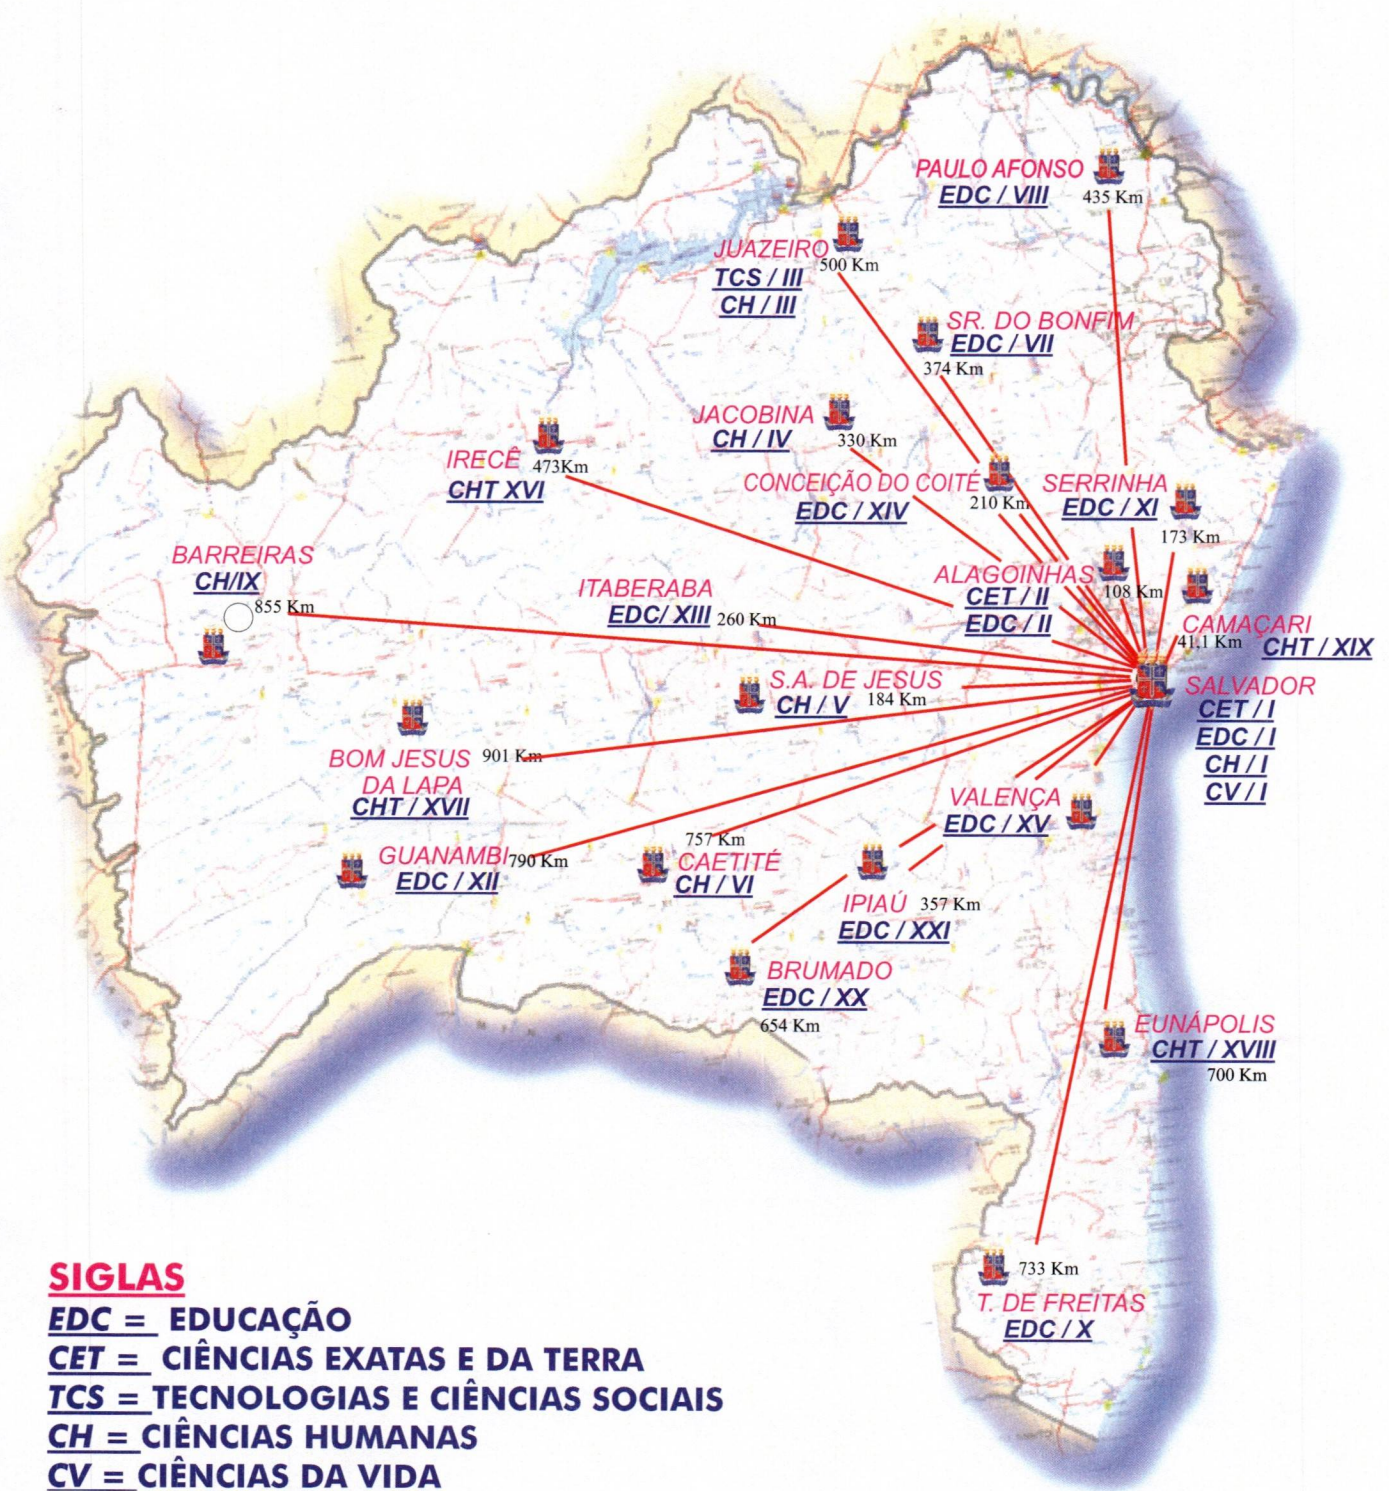 PAULO AFONSO
EDC / VIII
435 Km
JUAZEIRO
500 Km
TCS / III
CH / III
SR. DO BONFIM
EDC / VII
374 Km
JACOBINA
CH / IV
330 Km
IRECÊ
473Km
CHT XVI
CONCEIÇÃO DO COITÉ
EDC / XIV
210 Km
SERRINHA
EDC / XI
173 Km
BARREIRAS
CH/IX
855 Km
ITABERABA
EDC/ XIII
260 Km
ALAGOINHAS
CET / II
EDC / II
108 Km
CAMAÇARI
41,1 Km
CHT / XIX
S.A. DE JESUS
CH / V
184 Km
SALVADOR
CET / I
EDC / I
CH / I
CV / I
BOM JESUS
DA LAPA
CHT / XVII
901 Km
VALENÇA
EDC / XV
GUANAMBI
790 Km
EDC / XII
757 Km
CAETITÉ
CH / VI
IPIAÚ
357 Km
EDC / XXI
BRUMADO
EDC / XX
654 Km
EUNÁPOLIS
CHT / XVIII
700 Km
733 Km
T. DE FREITAS
EDC / X
SIGLAS
EDC = EDUCAÇÃO
CET = CIÊNCIAS EXATAS E DA TERRA
TCS = TECNOLOGIAS E CIÊNCIAS SOCIAIS
CH = CIÊNCIAS HUMANAS
CV = CIÊNCIAS DA VIDA